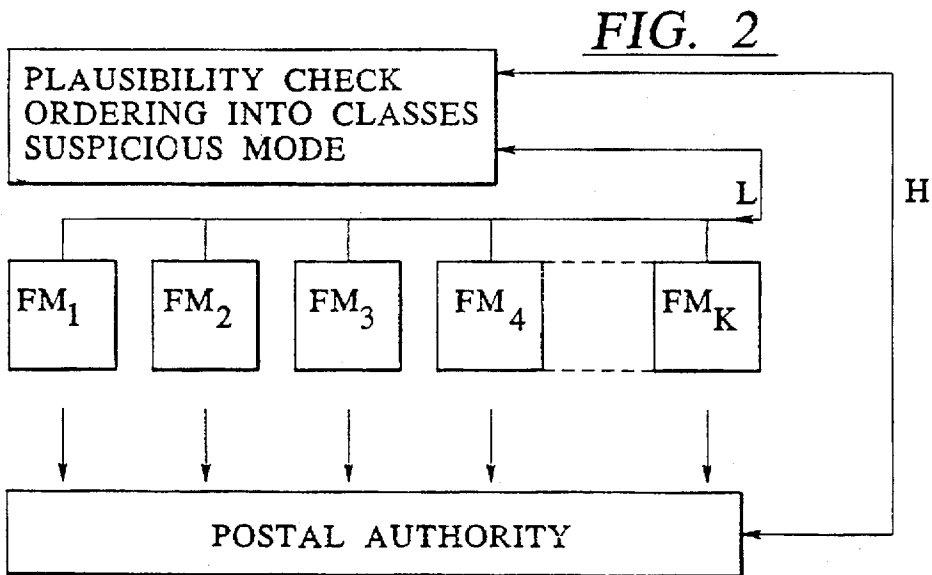 FIG. 2
PLAUSIBILITY CHECK
ORDERING INTO CLASSES
SUSPICIOUS MODE
L
H
FM1
FM2
FM3
FM4
FMK
POSTAL AUTHORITY